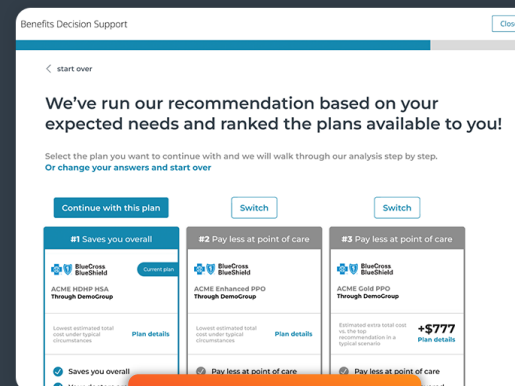 Benefits Decision Support
Clos
start over
We've run our recommendation based on your
expected needs and ranked the plans available to you!
Select the plan you want to continue with and we will walk through our analysis step by step.
Or change your answers and start over
Continue with this plan
Switch
Switch
#1 Saves you overall
#2 Pay less at point of care
#3 Pay less at point of care
BlueCross
BlueShield
Current plan
BlueCross
BlueShield
BlueCross
BlueShield
ACME HDHP HSA
Through DemoGroup
ACME Enhanced PPO
Through DemoGroup
ACME Gold PPO
Through DemoGroup
Lowest estimated total
cost under typical
circumstances
Plan details
Lowest estimated total
cost under typical
circumstances
Plan details
Estimated extra total cost
vs. the top
recommendation in a
typical scenario
+$777
Plan details
Saves you overall
Pay less at point of care
Pay less at point of care